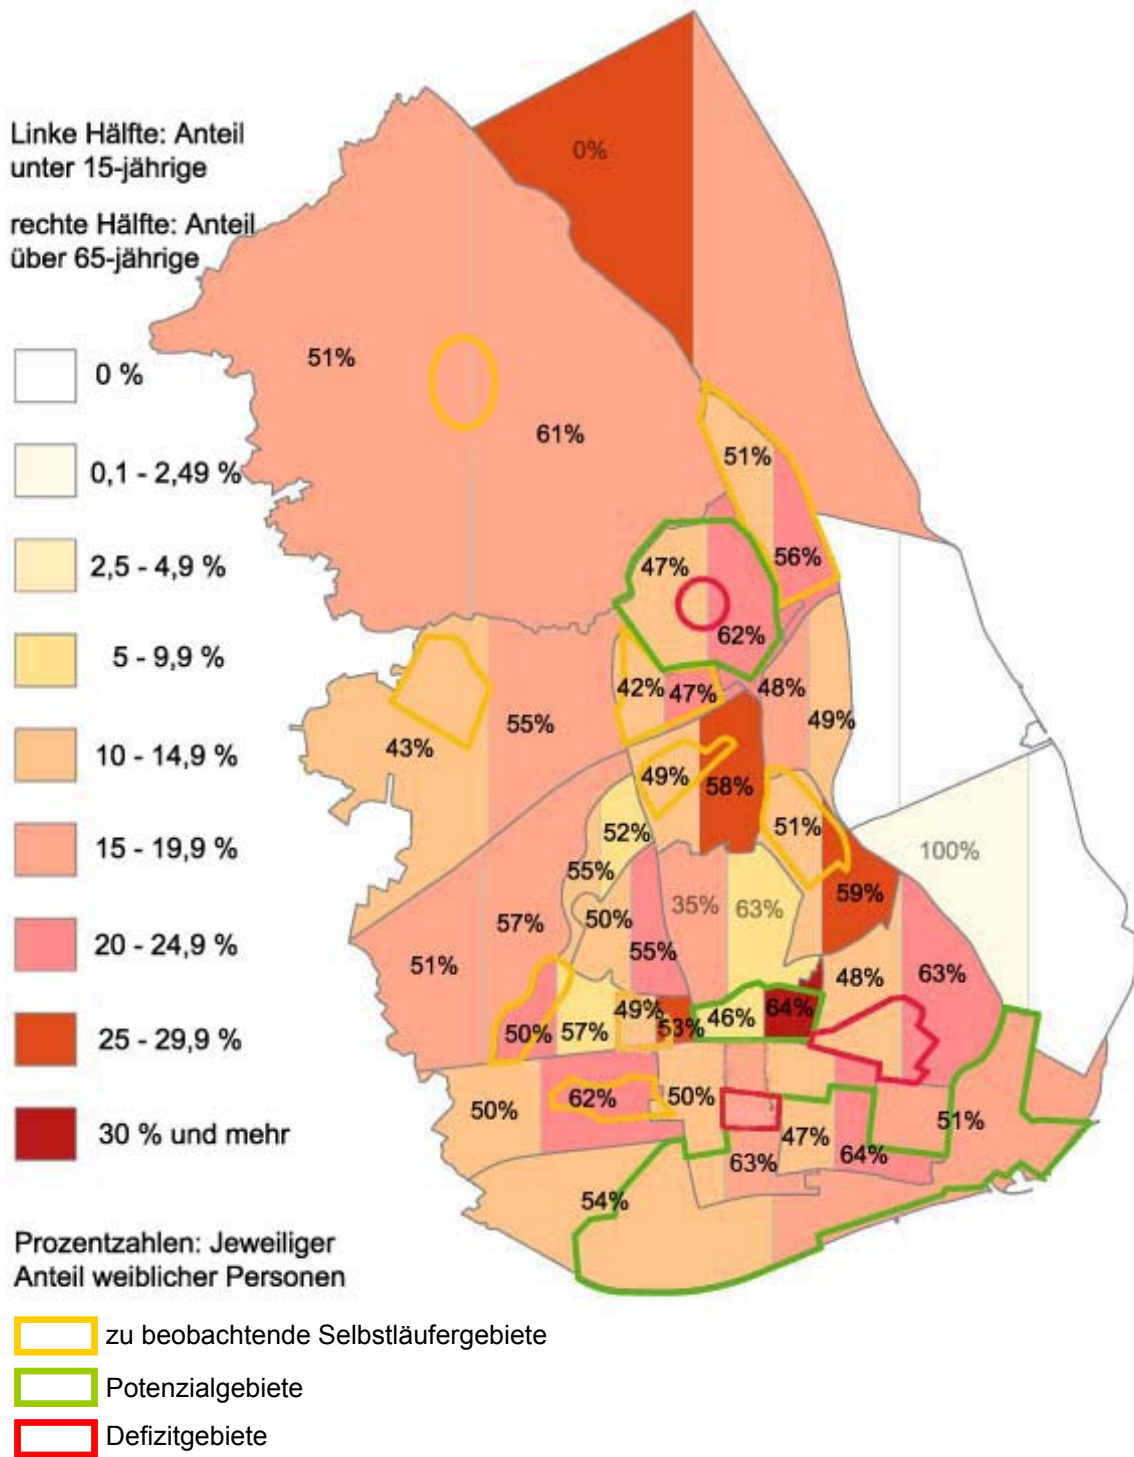 Linke Hälfte: Anteil
unter 15-jährige
rechte Hälfte: Anteil
über 65-jährige
0 %
0,1 - 2,49 %
2,5 - 4,9 %
5 - 9,9 %
10 - 14,9 %
15 - 19,9 %
20 - 24,9 %
25 - 29,9 %
30 % und mehr
Prozentzahlen: Jeweiliger
Anteil weiblicher Personen
zu beobachtende Selbstläufergebiete
Potenzialgebiete
Defizitgebiete
0%
51%
61%
51%
56%
47%
62%
42%
47%
48%
49%
55%
43%
49%
58%
51%
59%
100%
52%
55%
50%
55%
35%
63%
57%
51%
48%
63%
50%
57%
49%
53%
46%
64%
50%
62%
50%
63%
47%
64%
51%
54%